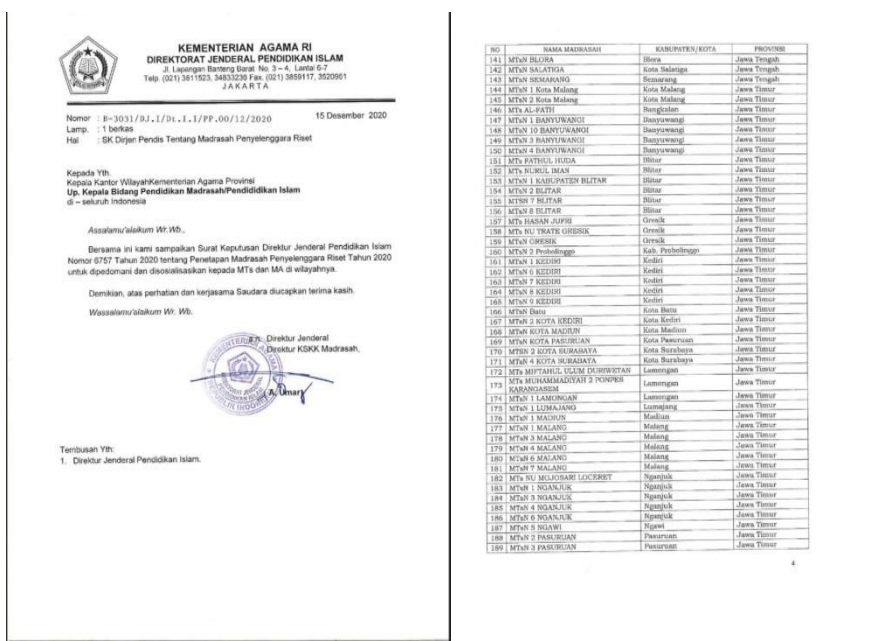 KEMENTERIAN AGAMA RI
DIREKTORAT JENDERAL PENDIDIKAN ISLAM
Jl. Lapangan Banteng Barat No. 3 – 4, Lantai 6-7
Telp. (021) 3811523, 34833236 Fax. (021) 3859117, 3520951
JAKARTA
Nomor : B-3031/DJ.I/Dt.I.I/PP.00/12/2020 15 Desember 2020
Lamp. : 1 berkas
Hal : SK Dirjen Pendis Tentang Madrasah Penyelenggara Riset
Kepada Yth.
Kepala Kantor WilayahKementerian Agama Provinsi
Up. Kepala Bidang Pendidikan Madrasah/Pendididikan Islam
di – seluruh Indonesia
Assalamu'alaikum Wr.Wb.,
Bersama ini kami sampaikan Surat Keputusan Direktur Jenderal Pendidikan Islam
Nomor 6757 Tahun 2020 tentang Penetapan Madrasah Penyelenggara Riset Tahun 2020
untuk dipedomani dan disosialisasikan kepada MTs dan MA di wilayahnya.
Demikian, atas perhatian dan kerjasama Saudara diucapkan terima kasih.
Wassalamu'alaikum Wr. Wb.
a.n. Direktur Jenderal
Direktur KSKK Madrasah,
A. Umar
Tembusan Yth:
1. Direktur Jenderal Pendidikan Islam.
NO NAMA MADRASAH KABUPATEN/KOTA PROVINSI
141 MTsN BLORA Blora Jawa Tengah
142 MTsN SALATIGA Kota Salatiga Jawa Tengah
143 MTsN SEMARANG Semarang Jawa Tengah
144 MTsN 1 Kota Malang Kota Malang Jawa Timur
145 MTsN 2 Kota Malang Kota Malang Jawa Timur
146 MTs AL-FATH Bangkalan Jawa Timur
147 MTsN 1 BANYUWANGI Banyuwangi Jawa Timur
148 MTsN 10 BANYUWANGI Banyuwangi Jawa Timur
149 MTsN 3 BANYUWANGI Banyuwangi Jawa Timur
150 MTsN 4 BANYUWANGI Banyuwangi Jawa Timur
151 MTs FATHUL HUDA Blitar Jawa Timur
152 MTs NURUL IMAN Blitar Jawa Timur
153 MTsN 1 KABUPATEN BLITAR Blitar Jawa Timur
154 MTsN 2 BLITAR Blitar Jawa Timur
155 MTSN 7 BLITAR Blitar Jawa Timur
156 MTsN 8 BLITAR Blitar Jawa Timur
157 MTs HASAN JUFRI Gresik Jawa Timur
158 MTs NU TRATE GRESIK Gresik Jawa Timur
159 MTsN GRESIK Gresik Jawa Timur
160 MTsN 2 Probolinggo Kab. Probolinggo Jawa Timur
161 MTsN 1 KEDIRI Kediri Jawa Timur
162 MTsN 6 KEDIRI Kediri Jawa Timur
163 MTsN 7 KEDIRI Kediri Jawa Timur
164 MTsN 8 KEDIRI Kediri Jawa Timur
165 MTsN 9 KEDIRI Kediri Jawa Timur
166 MTsN Batu Kota Batu Jawa Timur
167 MTsN 2 KOTA KEDIRI Kota Kediri Jawa Timur
168 MTsN KOTA MADIUN Kota Madiun Jawa Timur
169 MTsN KOTA PASURUAN Kota Pasuruan Jawa Timur
170 MTSN 2 KOTA SURABAYA Kota Surabaya Jawa Timur
171 MTsN 4 KOTA SURABAYA Kota Surabaya Jawa Timur
172 MTs MIFTAHUL ULUM DURIWETAN Lamongan Jawa Timur
173 MTs MUHAMMADIYAH 2 PONPES KARANGASEM Lamongan Jawa Timur
174 MTsN 1 LAMONGAN Lamongan Jawa Timur
175 MTsN 1 LUMAJANG Lumajang Jawa Timur
176 MTsN 1 MADIUN Madiun Jawa Timur
177 MTsN 1 MALANG Malang Jawa Timur
178 MTsN 3 MALANG Malang Jawa Timur
179 MTsN 4 MALANG Malang Jawa Timur
180 MTsN 6 MALANG Malang Jawa Timur
181 MTsN 7 MALANG Malang Jawa Timur
182 MTs NU MOJOSARI LOCERET Nganjuk Jawa Timur
183 MTsN 1 NGANJUK Nganjuk Jawa Timur
184 MTsN 3 NGANJUK Nganjuk Jawa Timur
185 MTsN 4 NGANJUK Nganjuk Jawa Timur
186 MTsN 6 NGANJUK Nganjuk Jawa Timur
187 MTsN 5 NGAWI Ngawi Jawa Timur
188 MTsN 2 PASURUAN Pasuruan Jawa Timur
189 MTsN 3 PASURUAN Pasuruan Jawa Timur
4